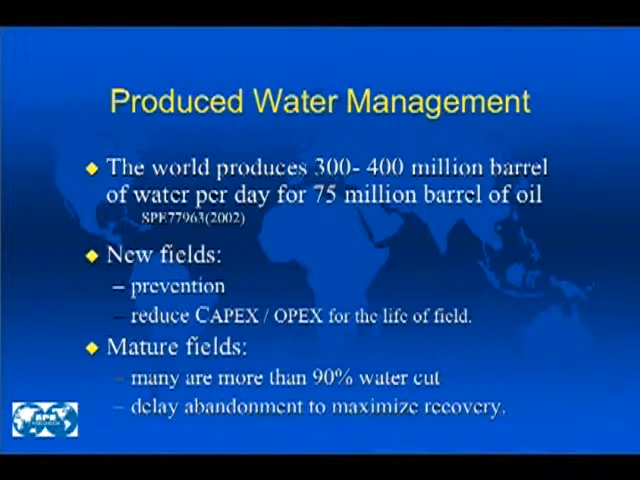 Produced Water Management
The world produces 300- 400 million barrel
of water per day for 75 million barrel of oil
SPE77963(2002)
New fields:
– prevention
– reduce CAPEX / OPEX for the life of field.
Mature fields:
– many are more than 90% water cut
– delay abandonment to maximize recovery.
SPE